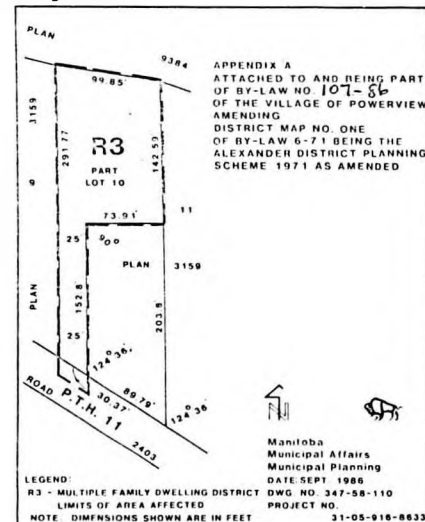 PLAN
9384
99.85'
3159
291.77
R3
142.59
PART
LOT 10
9
73.91'
11
25'
90°
PLAN
3159
PLAN
152.8
203.8
25'
124° 36'
89.79'
30.37'
124° 36'
P.T.H. 11
ROAD
2403
APPENDIX A
ATTACHED TO AND BEING PART
OF BY-LAW NO. 107-86
OF THE VILLAGE OF POWERVIEW
AMENDING
DISTRICT MAP NO. ONE
OF BY-LAW 6-71 BEING THE
ALEXANDER DISTRICT PLANNING
SCHEME 1971 AS AMENDED
N
Manitoba
Municipal Affairs
Municipal Planning
DATE: SEPT. 1986
DWG. NO. 347-58-110
PROJECT NO.
31-05-916-8633
LEGEND:
R3 - MULTIPLE FAMILY DWELLING DISTRICT
LIMITS OF AREA AFFECTED
NOTE: DIMENSIONS SHOWN ARE IN FEET